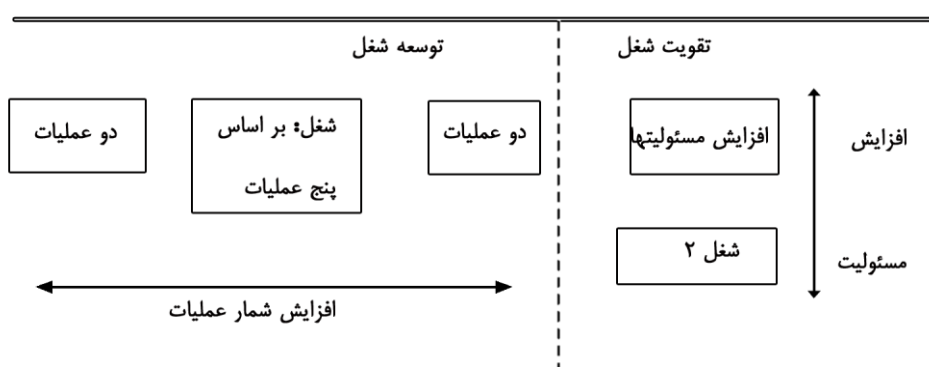 تقویت شغل
توسعه شغل
افزایش
افزایش مسئولیتها
دو عملیات
شغل: بر اساس
پنج عملیات
دو عملیات
مسئولیت
شغل ۲
افزایش شمار عملیات